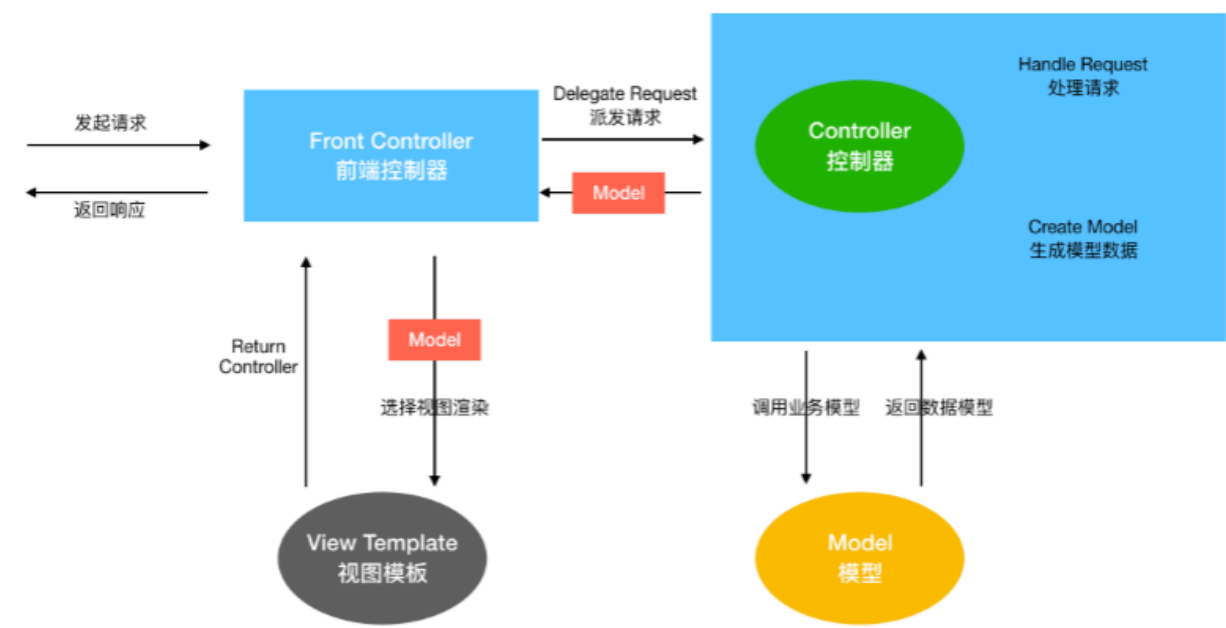 发起请求
返回响应
Front Controller
前端控制器
Delegate Request
派发请求
Model
Controller
控制器
Handle Request
处理请求
Create Model
生成模型数据
Return
Controller
Model
选择视图渲染
调用业务模型
返回数据模型
View Template
视图模板
Model
模型